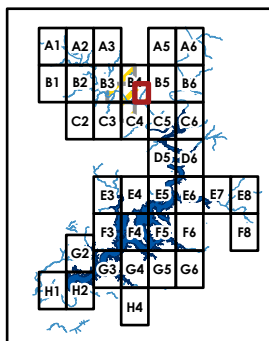 A1 A2 A3 A5 A6
B1 B2 B3 B4 B5 B6
C2 C3 C4 C5 C6
D5 D6
E3 E4 E5 E6 E7 E8
F3 F4 F5 F6 F8
G2 G3 G4 G5 G6
H1 H2 H4